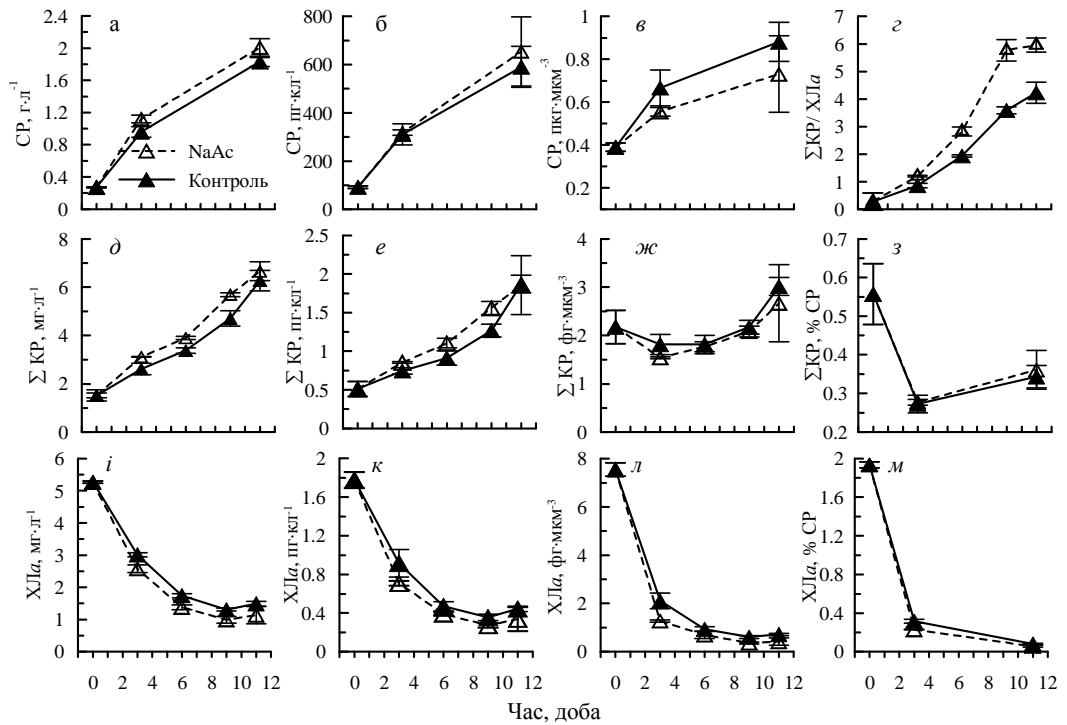 а
СР, г·л-1
2.4
2
1.6
1.2
0.8
0.4
0
NaAc
Контроль
б
СР, пг·кл-1
800
600
400
200
0
в
СР, пкг·мкм-3
1
0.8
0.6
0.4
0.2
г
∑КР/ ХЛа
7
6
5
4
3
2
1
0
д
∑ КР, мг·л-1
8
6
4
2
0
е
∑ КР, пг·кл-1
2.5
2
1.5
1
0.5
0
ж
∑КР, фг·мкм-3
4
3
2
1
0
з
∑КР, % СР
0.7
0.6
0.5
0.4
0.3
0.2
і
ХЛа, мг·л-1
6
5
4
3
2
1
0
0 2 4 6 8 10 12
к
ХЛа, пг·кл-1
2
1.6
1.2
0.8
0.4
0
0 2 4 6 8 10 12
л
ХЛа, фг·мкм-3
8
6
4
2
0
0 2 4 6 8 10 12
м
ХЛа, % СР
2
1.6
1.2
0.8
0.4
0
0 2 4 6 8 10 12
Час, доба